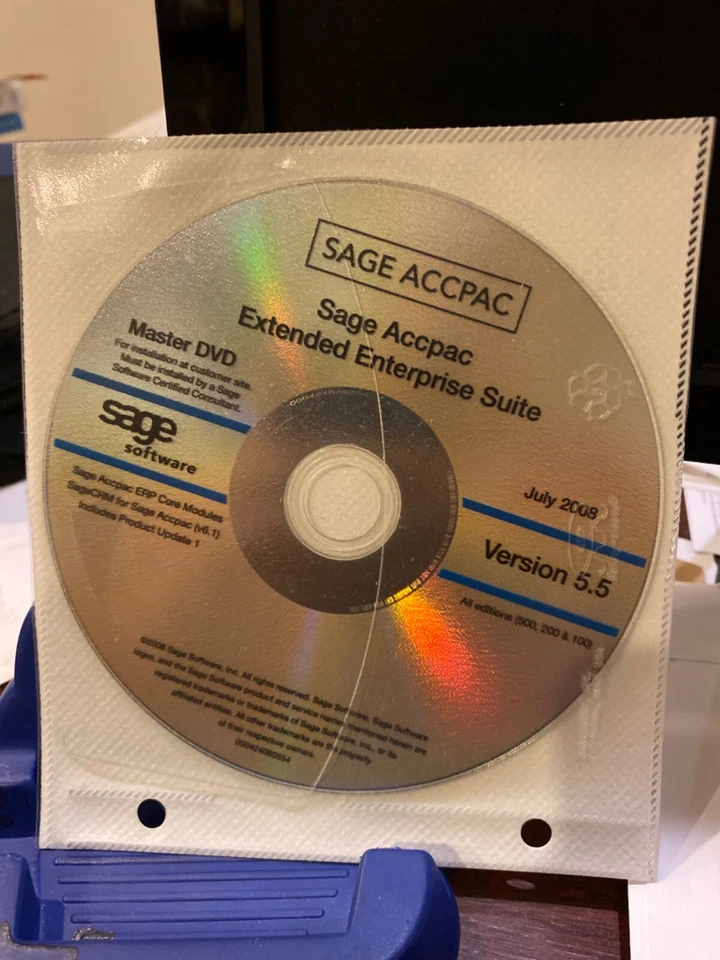 SAGE ACCPAC
Sage Accpac
Extended Enterprise Suite
Master DVD
For installation at customer site.
Must be installed by a Sage
Software Certified Consultant.
sage
software
Sage Accpac ERP Core Modules
SageCRM for Sage Accpac (v6.1)
Includes Product Update 1
July 2008
Version 5.5
All editions (500, 200 & 100)
©2008 Sage Software, Inc. All rights reserved. Sage Software, Sage Software
logos, and the Sage Software product and service names mentioned herein are
registered trademarks or trademarks of Sage Software, Inc., or its
affiliated entities. All other trademarks are the property
of their respective owners.
000424080554